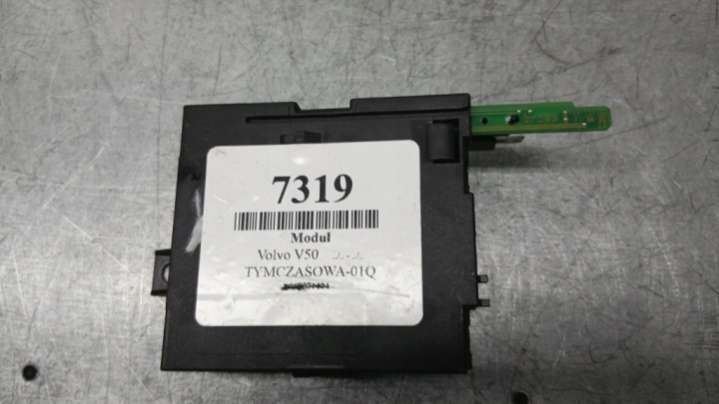 7319
Modul
Volvo V50
TYMCZASOWA-01Q